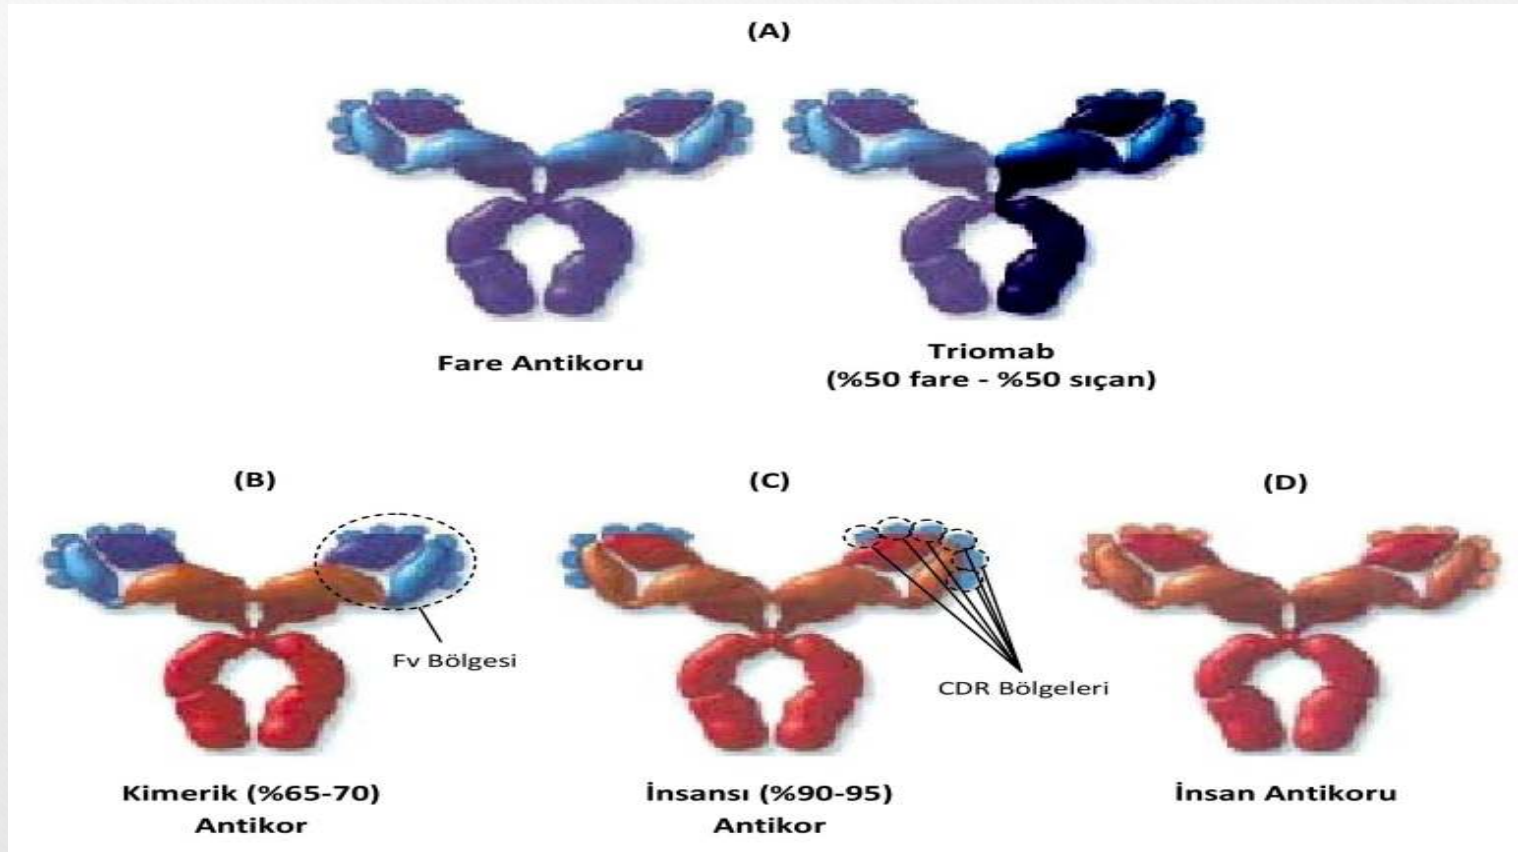 (A)
Fare Antikoru
Triomab
(%50 fare - %50 sıçan)
(B)
(C)
(D)
Fv Bölgesi
CDR Bölgeleri
Kimerik (%65-70)
Antikor
İnsansı (%90-95)
Antikor
İnsan Antikoru